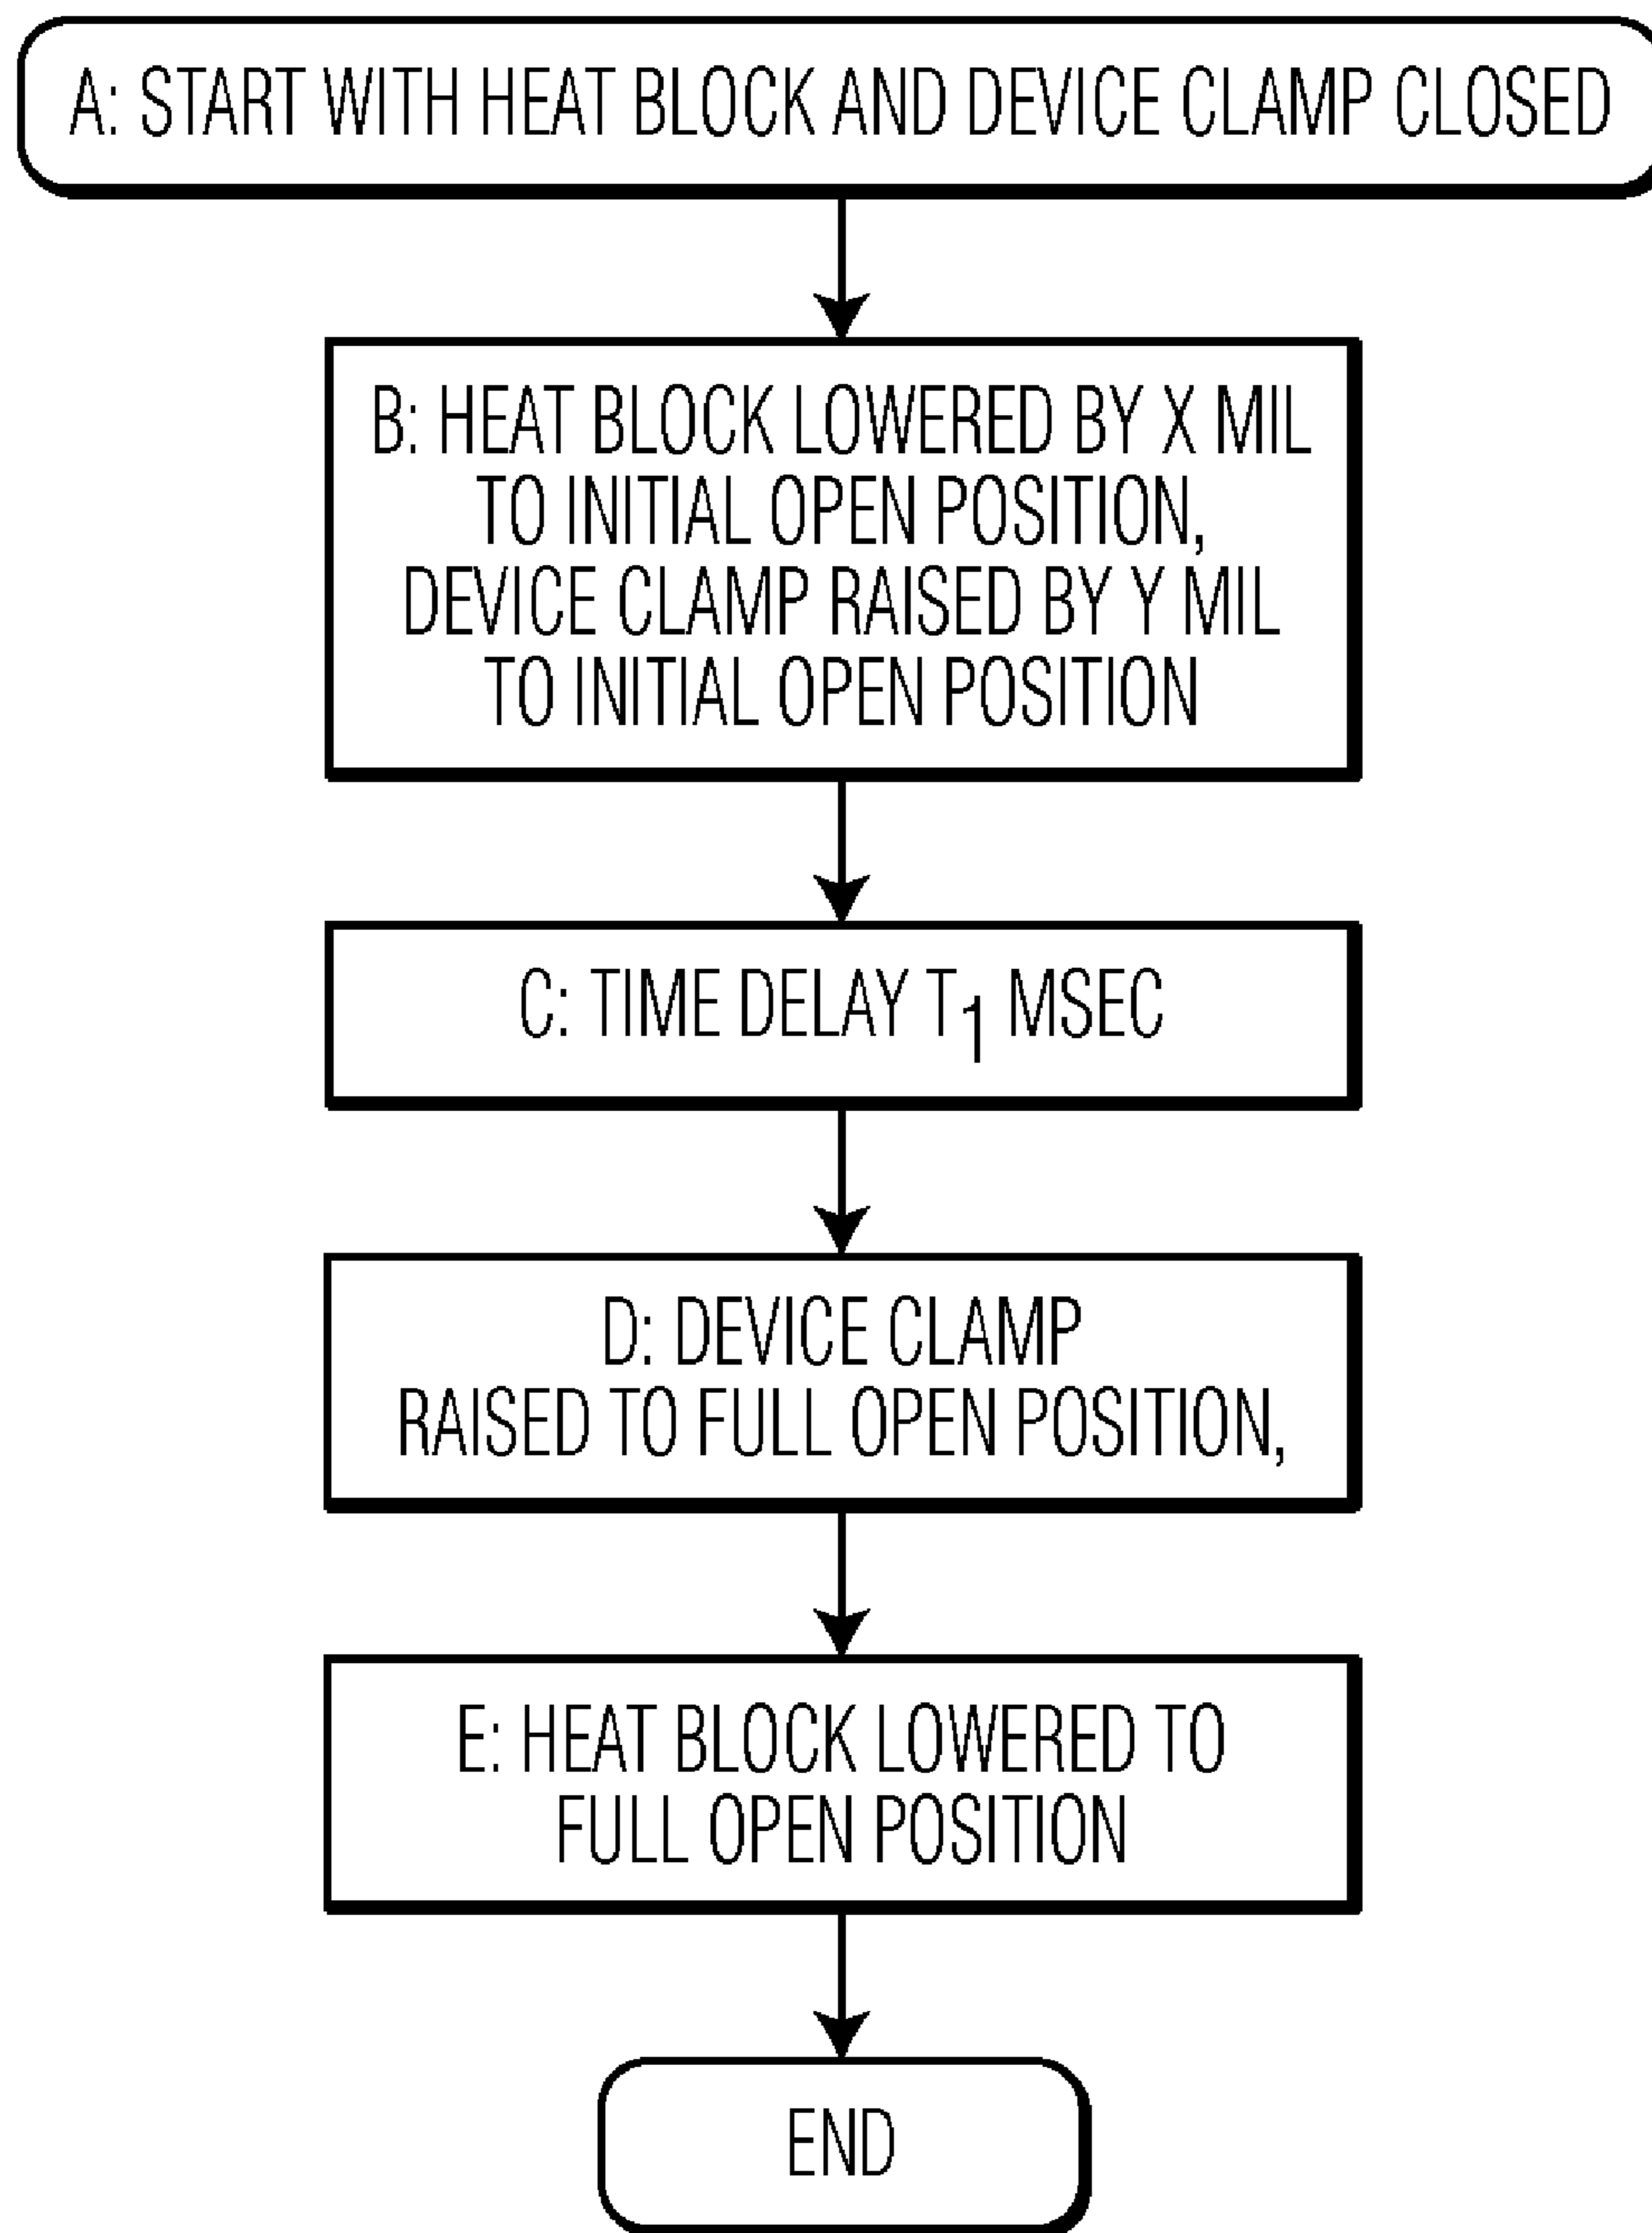 A: START WITH HEAT BLOCK AND DEVICE CLAMP CLOSED
B: HEAT BLOCK LOWERED BY X MIL
TO INITIAL OPEN POSITION,
DEVICE CLAMP RAISED BY Y MIL
TO INITIAL OPEN POSITION
C: TIME DELAY T₁ MSEC
D: DEVICE CLAMP
RAISED TO FULL OPEN POSITION,
E: HEAT BLOCK LOWERED TO
FULL OPEN POSITION
END